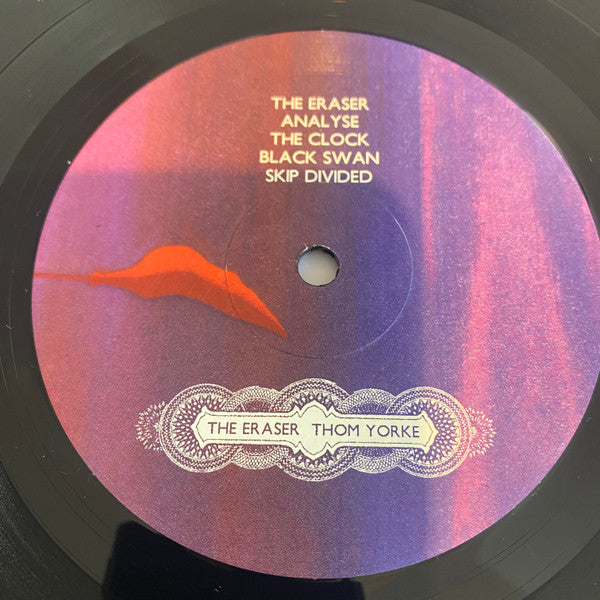 THE ERASER
ANALYSE
THE CLOCK
BLACK SWAN
SKIP DIVIDED
THE ERASER THOM YORKE